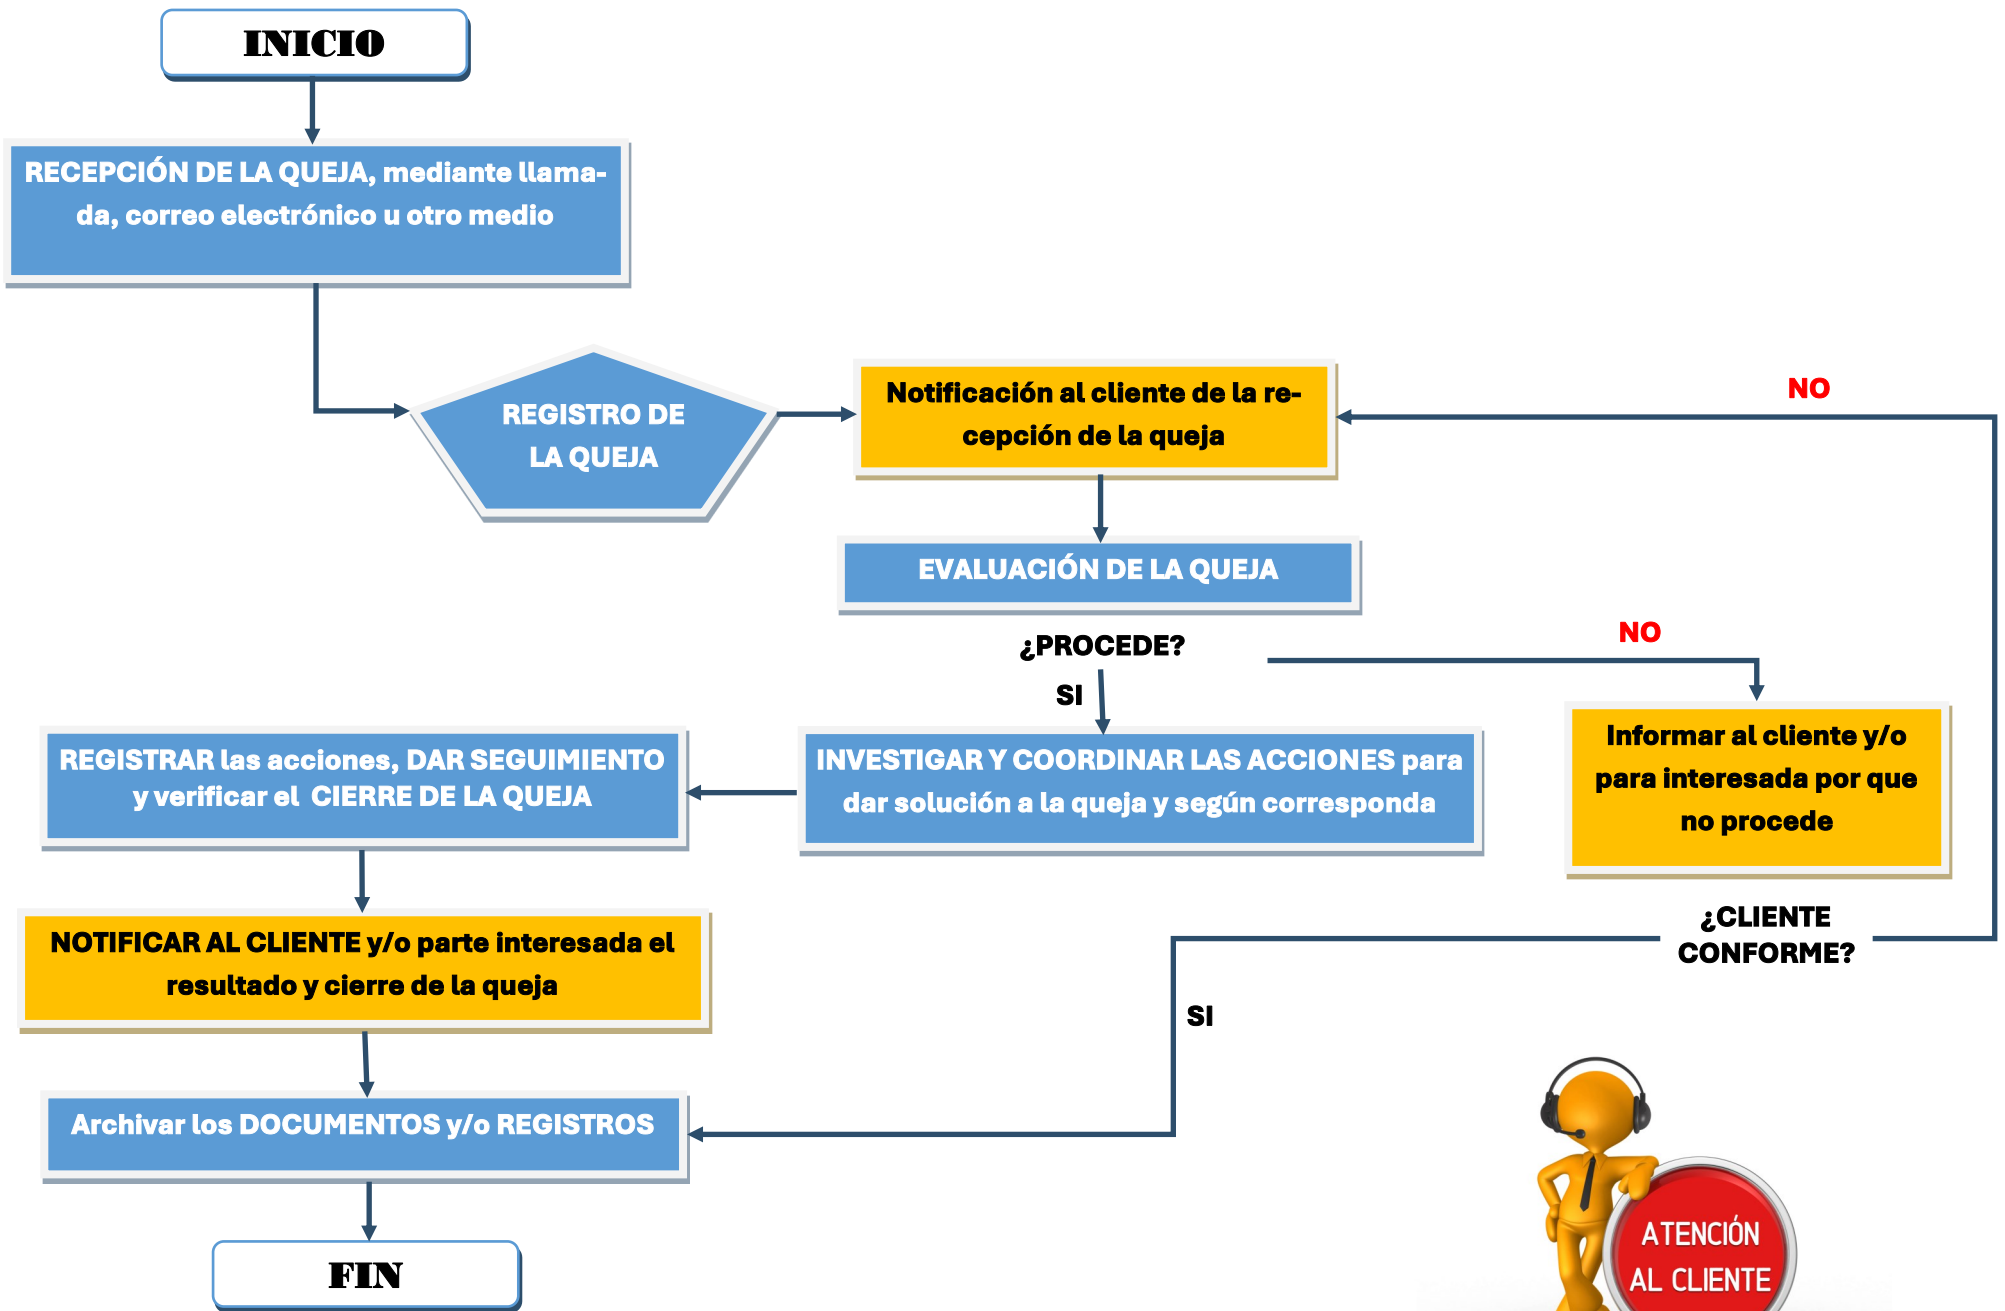 INICIO
RECEPCIÓN DE LA QUEJA, mediante llama-
da, correo electrónico u otro medio
REGISTRO DE
LA QUEJA
Notificación al cliente de la re-
cepción de la queja
NO
EVALUACIÓN DE LA QUEJA
¿PROCEDE?
NO
SI
REGISTRAR las acciones, DAR SEGUIMIENTO
y verificar el  CIERRE DE LA QUEJA
INVESTIGAR Y COORDINAR LAS ACCIONES para
dar solución a la queja y según corresponda
Informar al cliente y/o
para interesada por que
no procede
¿CLIENTE
CONFORME?
NOTIFICAR AL CLIENTE y/o parte interesada el
resultado y cierre de la queja
SI
Archivar los DOCUMENTOS y/o REGISTROS
FIN
ATENCIÓN
AL CLIENTE